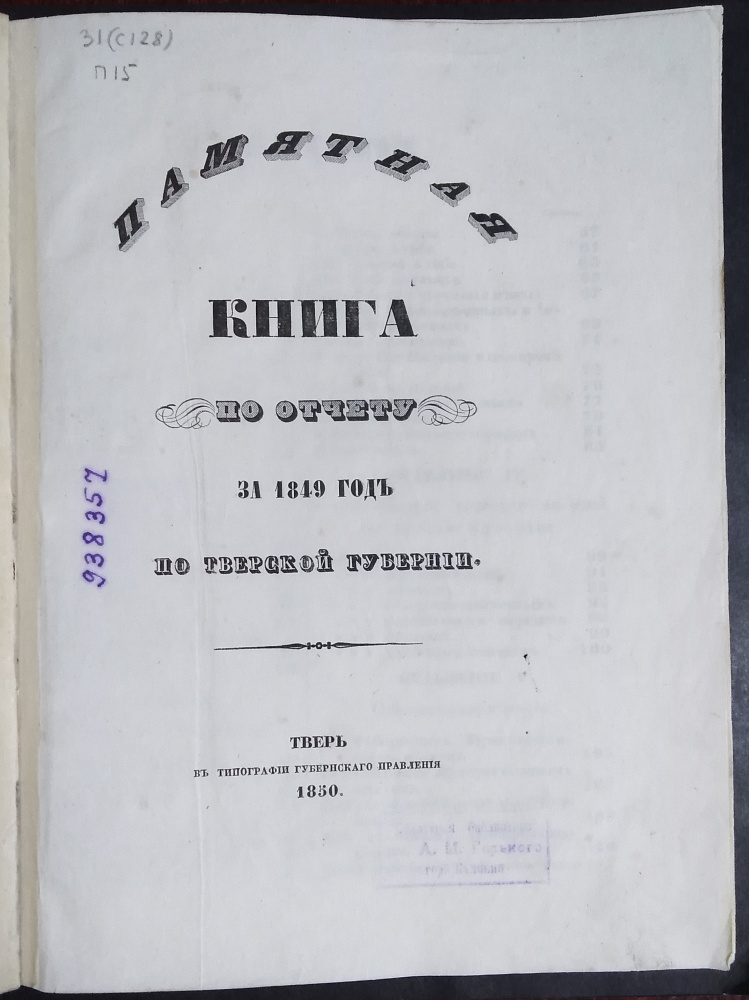 31(С128)
П15
ПАМЯТНАЯ
КНИГА
ПО ОТЧЕТУ
ЗА 1849 ГОДЪ
ПО ТВЕРСКОЙ ГУБЕРНІИ.
938357
ТВЕРЬ
ВЪ ТИПОГРАФІИ ГУБЕРНСКАГО ПРАВЛЕНІЯ
1850.
А. М. Горького